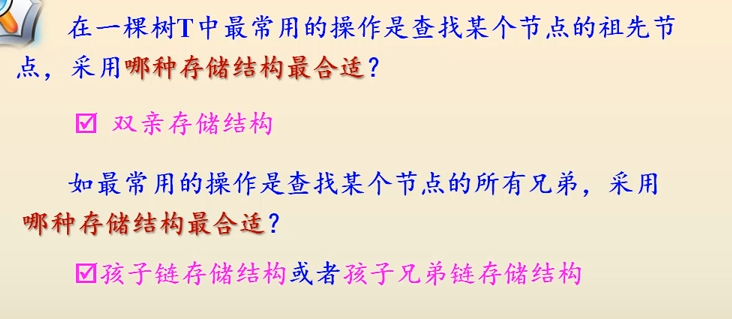 在一棵树T中最常用的操作是查找某个节点的祖先节
点，采用哪种存储结构最合适？
☑ 双亲存储结构
如最常用的操作是查找某个节点的所有兄弟，采用
哪种存储结构最合适？
☑孩子链存储结构或者孩子兄弟链存储结构